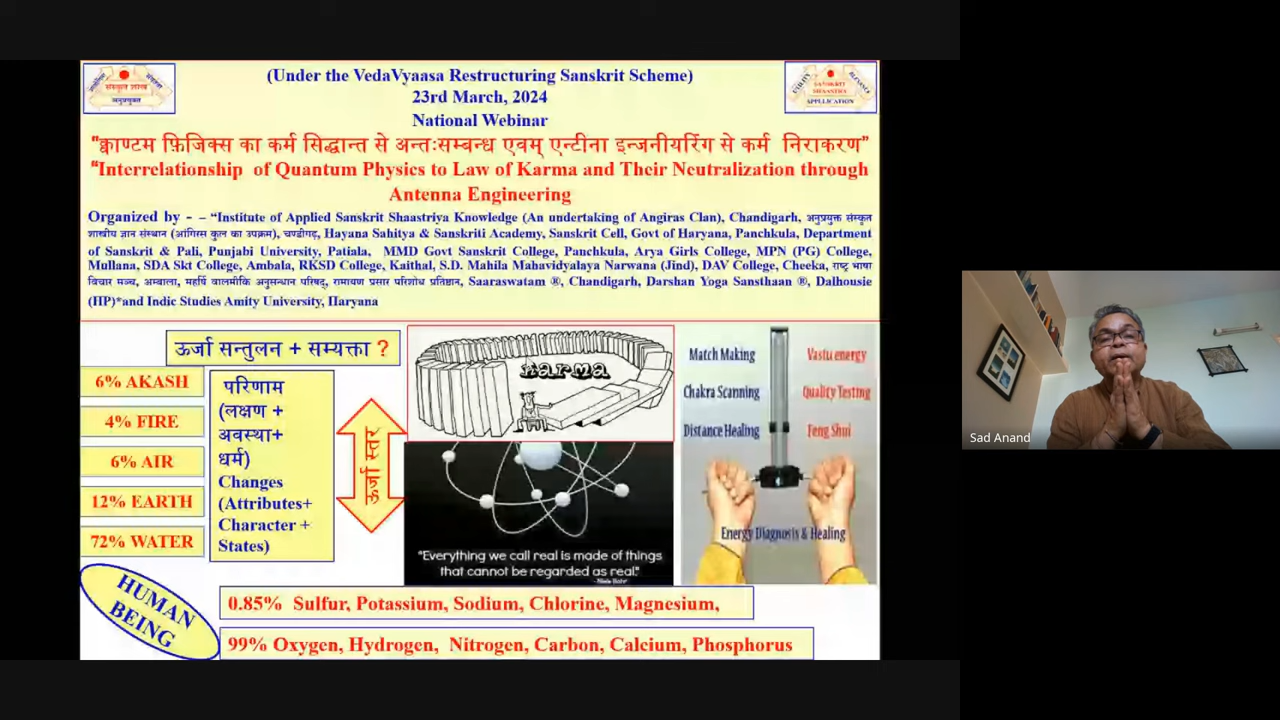 संस्कृत शास्त्र
अनुप्रयुक्त
(Under the VedaVyaasa Restructuring Sanskrit Scheme)
23rd March, 2024
National Webinar
SANSKRIT
SHAASTRA
APPLICATION
"क्वाण्टम फ़िजिक्स का कर्म सिद्धान्त से अन्तःसम्बन्ध एवम् एन्टीना इन्जनीयरिंग से कर्म निराकरण"
"Interrelationship of Quantum Physics to Law of Karma and Their Neutralization through
Antenna Engineering
Organized by - – "Institute of Applied Sanskrit Shaastriya Knowledge (An undertaking of Angiras Clan), Chandigarh, अनुप्रयुक्त संस्कृत
शास्त्रीय ज्ञान संस्थान (आंगिरस कुल का उपक्रम), चण्डीगढ़, Hayana Sahitya & Sanskriti Academy, Sanskrit Cell, Govt of Haryana, Panchkula, Department
of Sanskrit & Pali, Punjabi University, Patiala, MMD Govt Sanskrit College, Panchkula, Arya Girls College, MPN (PG) College,
Mullana, SDA Skt College, Ambala, RKSD College, Kaithal, S.D. Mahila Mahavidyalaya Narwana (Jind), DAV College, Cheeka, राष्ट्र भाषा
विचार मञ्च, अम्बाला, महर्षि वाल्मीकि अनुसन्धान परिषद्, रामायण प्रसार परिशोध प्रतिष्ठान, Saaraswatam ®, Chandigarh, Darshan Yoga Sansthaan ®, Dalhousie
(HP)*and Indic Studies Amity University, Haryana
ऊर्जा सन्तुलन + सम्यक्ता ?
6% AKASH
4% FIRE
6% AIR
12% EARTH
72% WATER
परिणाम
(लक्षण +
अवस्था+
धर्म)
Changes
(Attributes+
Character +
States)
ऊर्जा स्तर
Karma
"Everything we call real is made of things
that cannot be regarded as real."
- Niels Bohr
Match Making
Vastu energy
Chakra Scanning
Quality Testing
Distance Healing
Feng Shui
Energy Diagnosis & Healing
HUMAN
BEING
0.85% Sulfur, Potassium, Sodium, Chlorine, Magnesium,
99% Oxygen, Hydrogen, Nitrogen, Carbon, Calcium, Phosphorus
Sad Anand